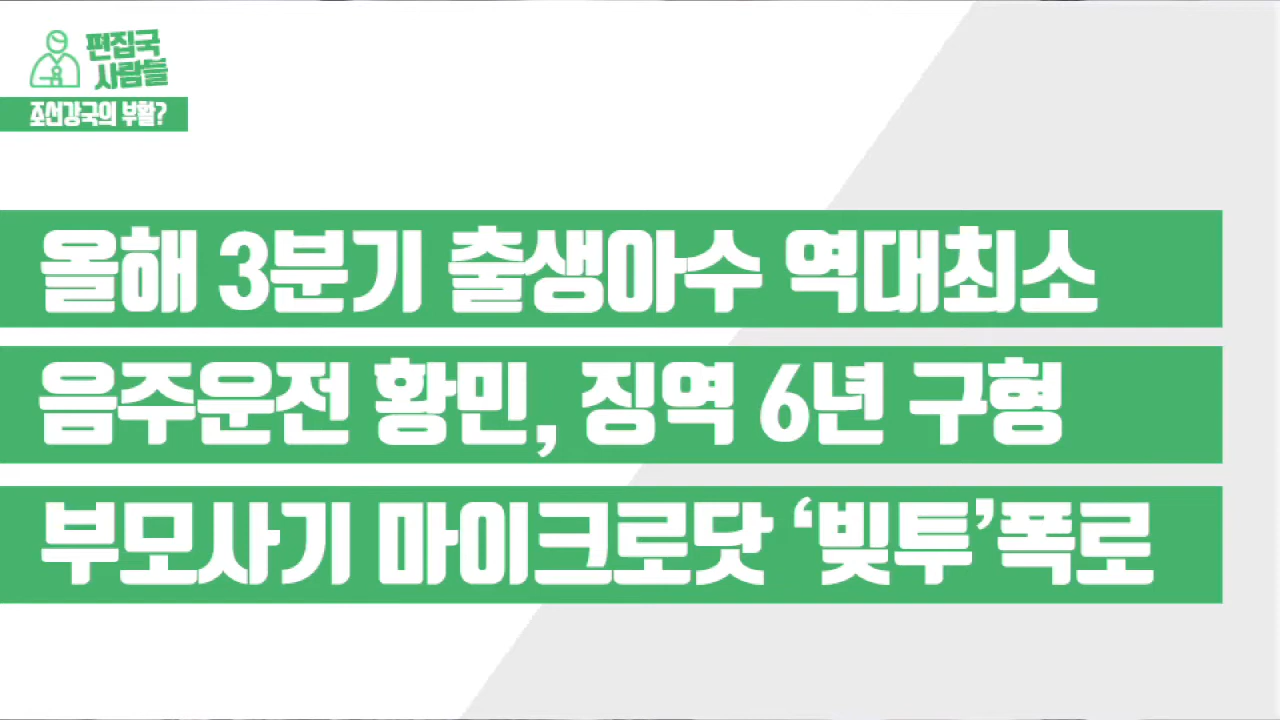 편집국
사람들
조선강국의 부활?
올해 3분기 출생아수 역대최소
음주운전 황민, 징역 6년 구형
부모사기 마이크로닷 ‘빚투’폭로